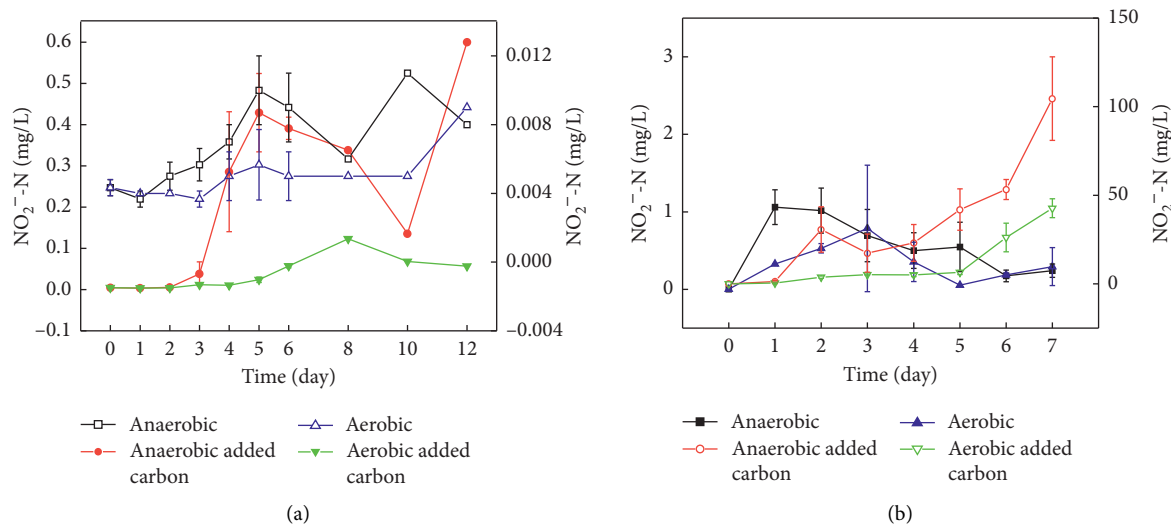 0.6
0.5
0.4
0.3
0.2
0.1
0.0
−0.1
NO2−-N (mg/L)
0.012
0.008
0.004
0.000
−0.004
NO2−-N (mg/L)
0 1 2 3 4 5 6 8 10 12
Time (day)
Anaerobic
Anaerobic added
carbon
Aerobic
Aerobic added
carbon
(a)
3
2
1
0
NO2−-N (mg/L)
150
100
50
0
NO2−-N (mg/L)
0 1 2 3 4 5 6 7
Time (day)
Anaerobic
Anaerobic added
carbon
Aerobic
Aerobic added
carbon
(b)